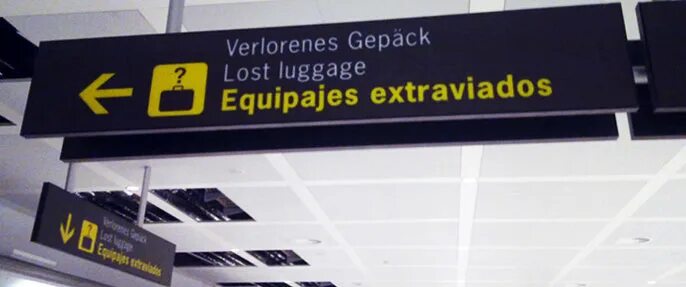 Verlorenes Gepäck
Lost luggage
?
Equipajes extraviados
Verlorenes Gepäck
Lost luggage
?
Equipajes extraviados